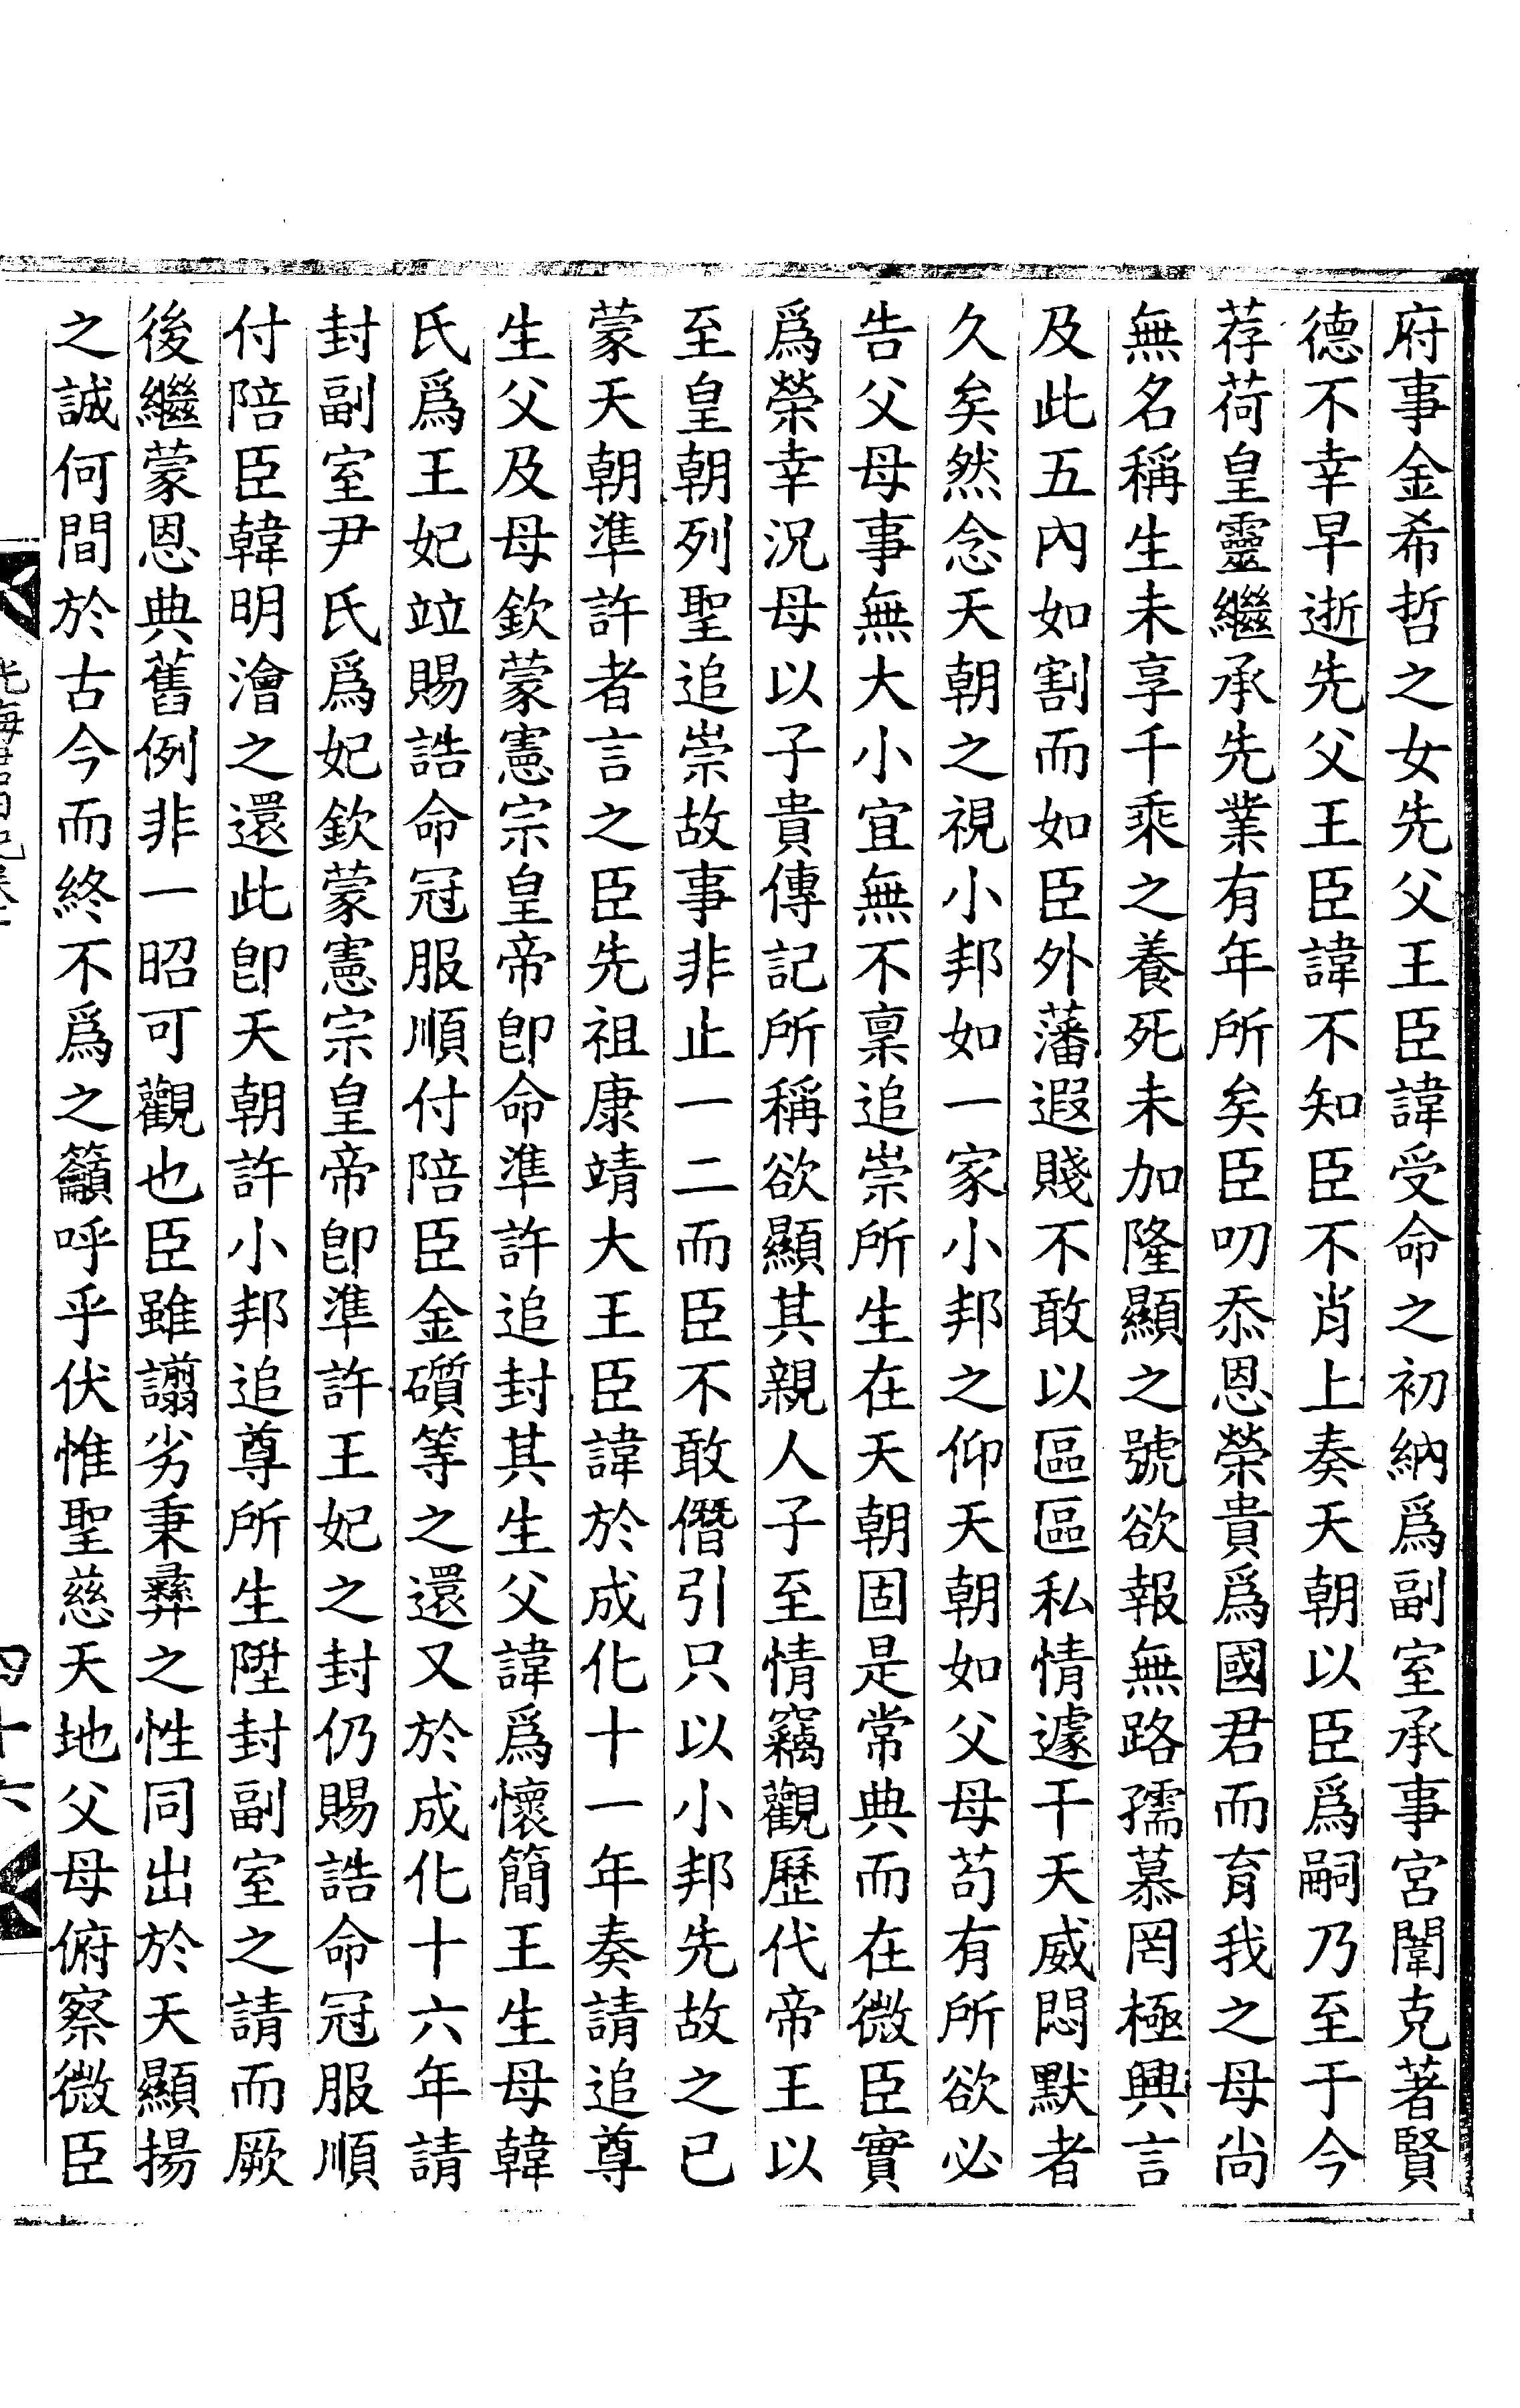 府事金希哲之女先父王臣諱受命之初納爲副室承事宮闈克著賢
德不幸早逝先父王臣諱不知臣不肖上奏天朝以臣爲嗣乃至于今
荐荷皇靈繼承先業有年所矣臣叨忝恩榮貴爲國君而育我之母尙
無名稱生未享千乘之養死未加隆顯之號欲報無路孺慕罔極興言
及此五內如割而如臣外藩遐賤不敢以區區私情遽干天威悶默者
久矣然念天朝之視小邦如一家小邦之仰天朝如父母苟有所欲必
告父母事無大小宜無不稟追崇所生在天朝固是常典而在微臣實
爲榮幸況母以子貴傳記所稱欲顯其親人子至情竊觀歷代帝王以
至皇朝列聖追崇故事非止一二而臣不敢僭引只以小邦先故之已
蒙天朝準許者言之臣先祖康靖大王臣諱於成化十一年奏請追尊
生父及母欽蒙憲宗皇帝卽命準許追封其生父諱爲懷簡王生母韓
氏爲王妃竝賜誥命冠服順付陪臣金礩等之還又於成化十六年請
封副室尹氏爲妃欽蒙憲宗皇帝卽準許王妃之封仍賜誥命冠服順
付陪臣韓明澮之還此卽天朝許小邦追尊所生陞封副室之請而厥
後繼蒙恩典舊例非一昭可觀也臣雖譾劣秉彝之性同出於天顯揚
之誠何間於古今而終不爲之籲呼乎伏惟聖慈天地父母俯察微臣
四十六